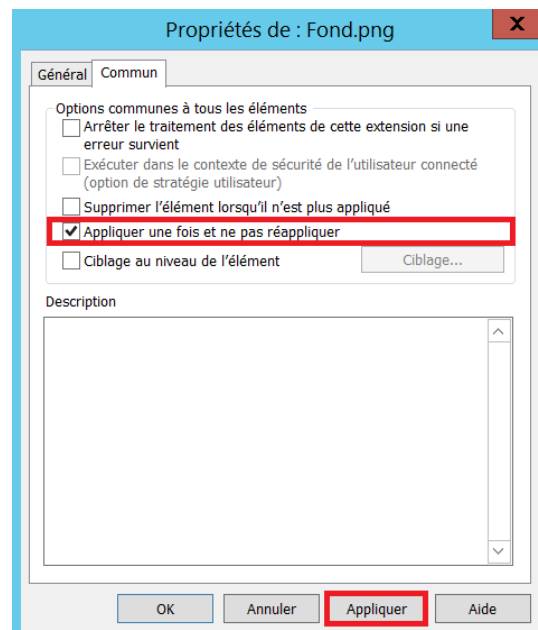 Propriétés de : Fond.png
X
Général
Commun
Options communes à tous les éléments
Arrêter le traitement des éléments de cette extension si une
erreur survient
Exécuter dans le contexte de sécurité de l'utilisateur connecté
(option de stratégie utilisateur)
Supprimer l'élément lorsqu'il n'est plus appliqué
Appliquer une fois et ne pas réappliquer
Ciblage au niveau de l'élément
Ciblage...
Description
OK
Annuler
Appliquer
Aide